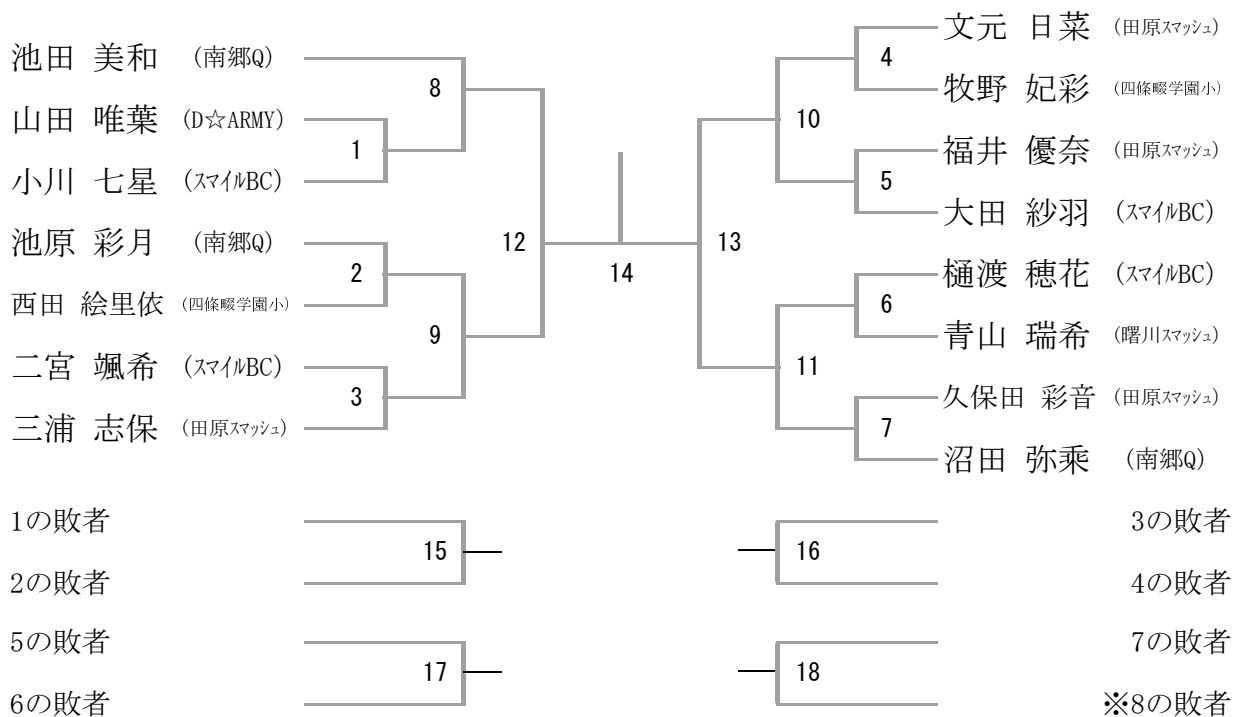 池田 美和 (南郷Q)
山田 唯葉 (D☆ARMY)
小川 七星 (スマイルBC)
池原 彩月 (南郷Q)
西田 絵里依 (四條畷学園小)
二宮 颯希 (スマイルBC)
三浦 志保 (田原スマッシュ)
8
1
2
9
3
12
14
13
10
4
5
11
6
7
文元 日菜 (田原スマッシュ)
牧野 妃彩 (四條畷学園小)
福井 優奈 (田原スマッシュ)
大田 紗羽 (スマイルBC)
樋渡 穂花 (スマイルBC)
青山 瑞希 (曙川スマッシュ)
久保田 彩音 (田原スマッシュ)
沼田 弥乘 (南郷Q)
1の敗者
15
2の敗者
3の敗者
16
4の敗者
5の敗者
17
6の敗者
7の敗者
18
※8の敗者